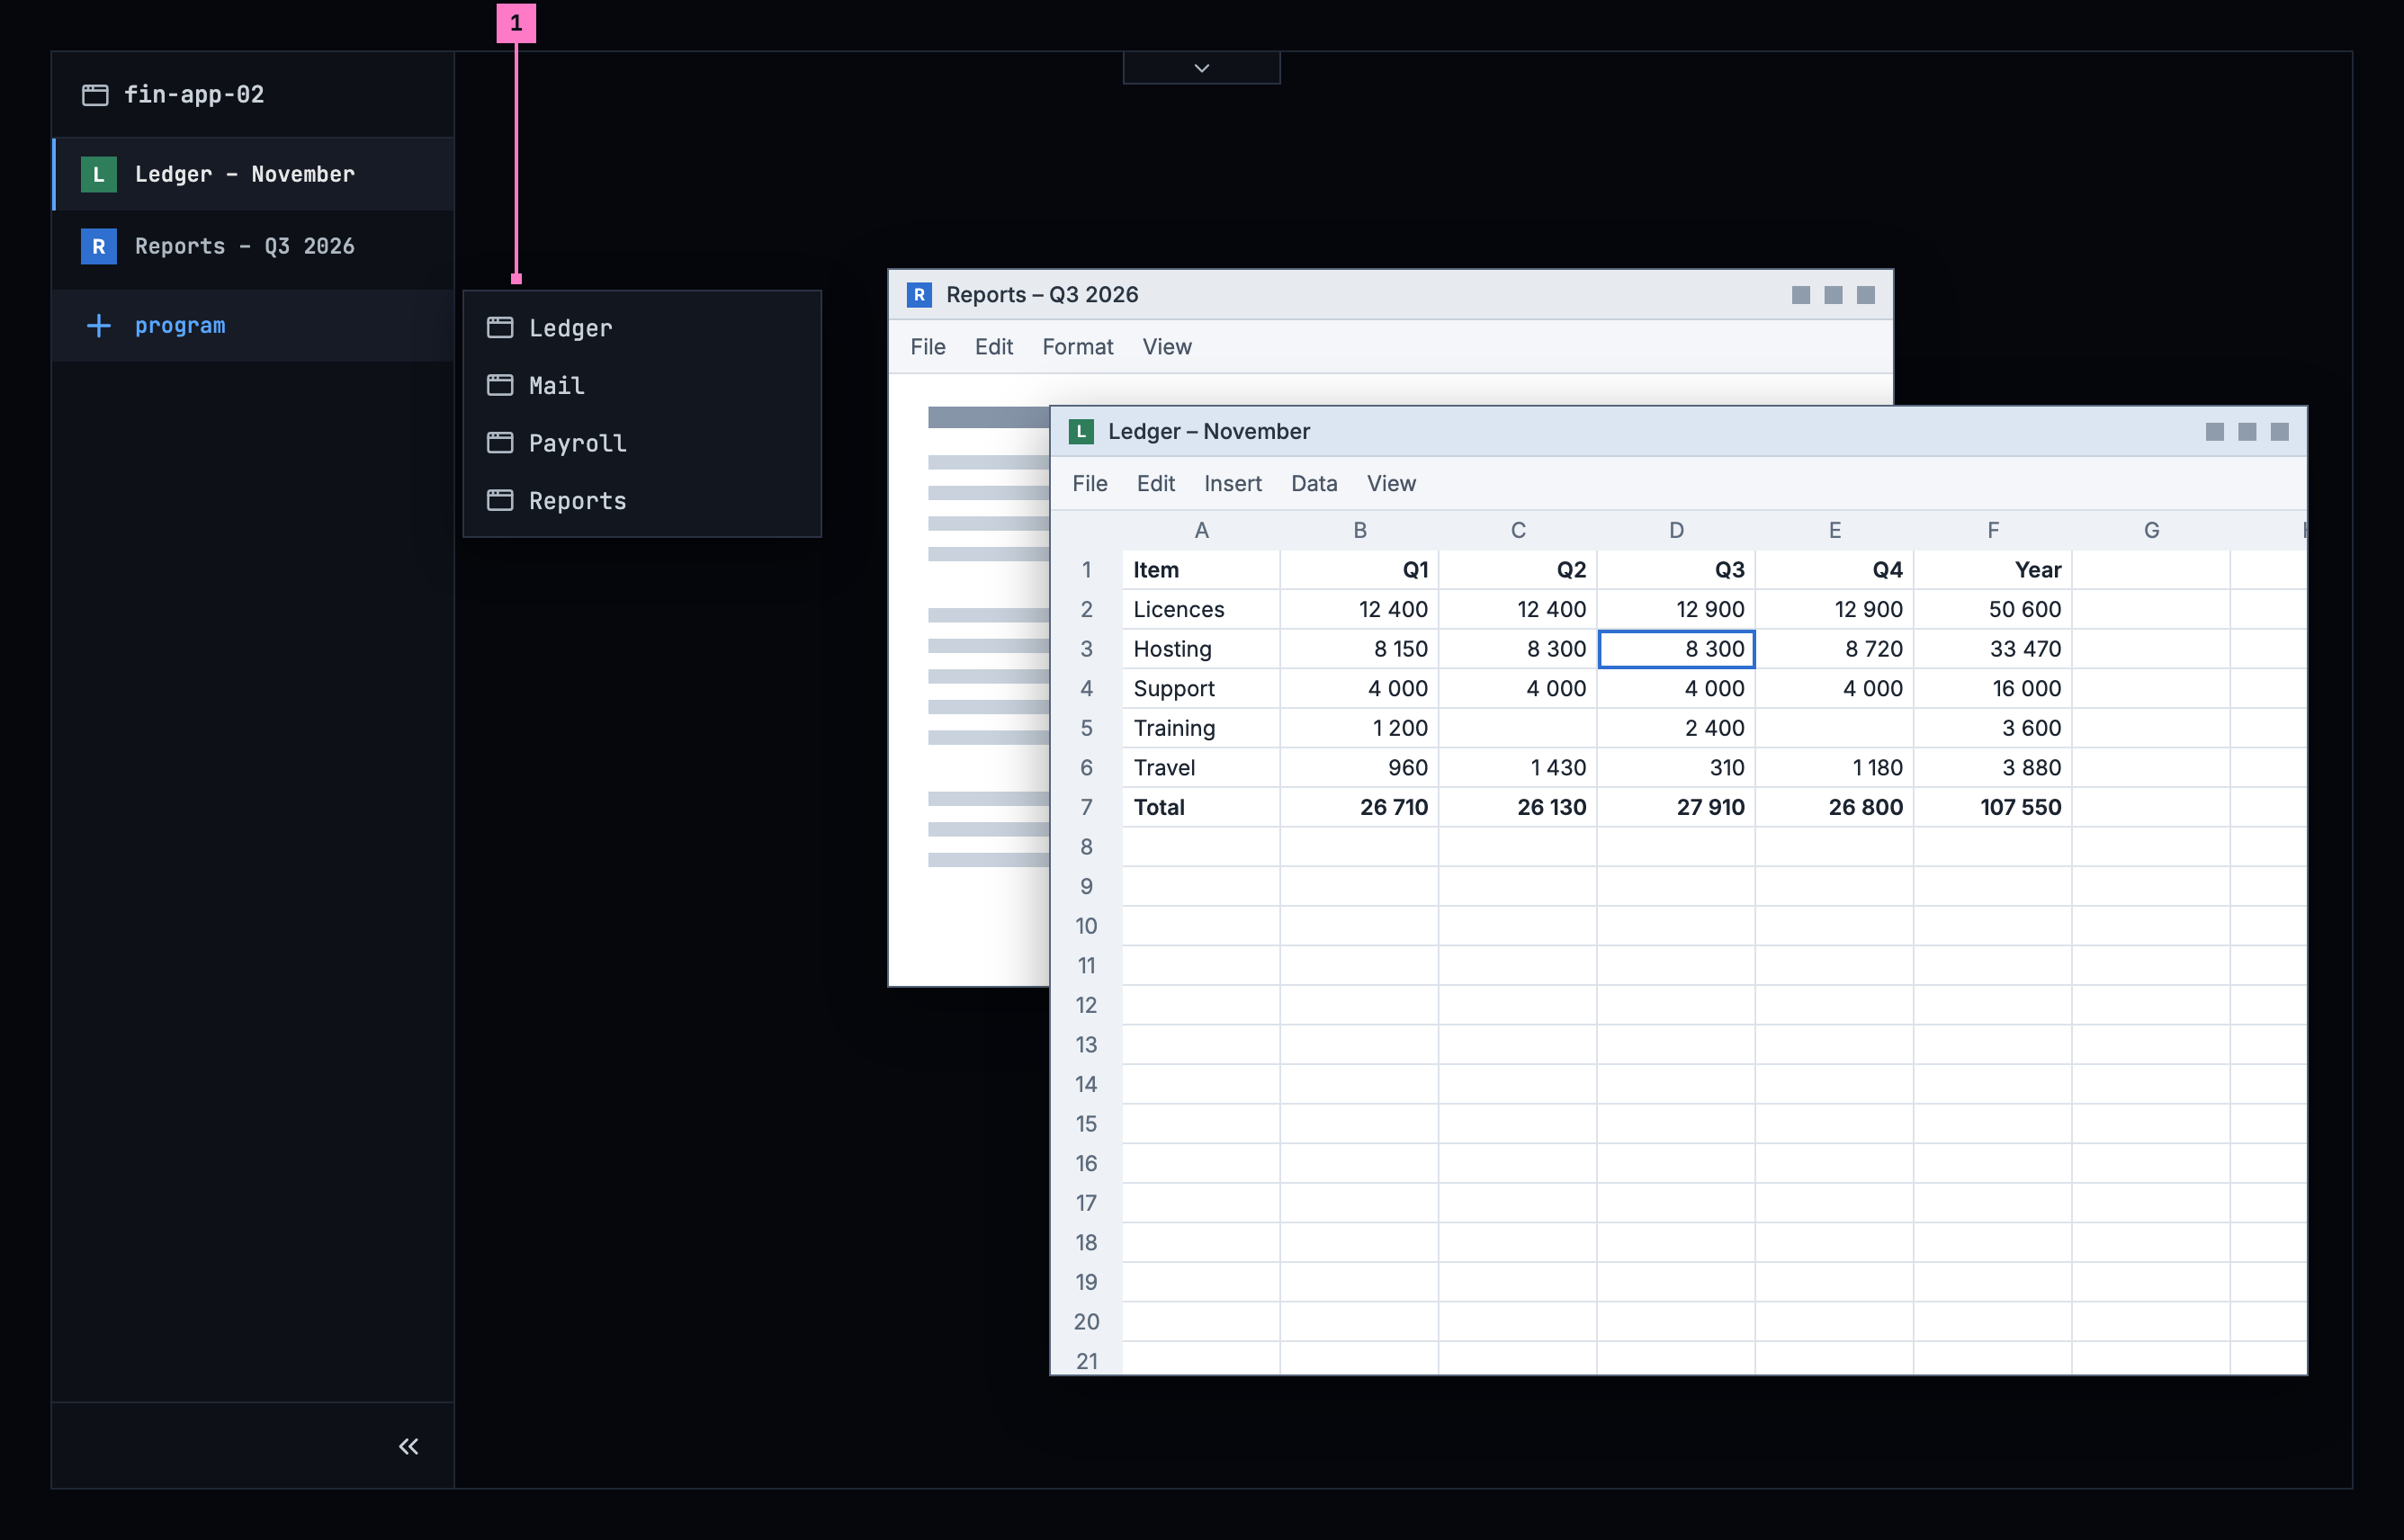 1
fin-app-02
L Ledger – November
R Reports – Q3 2026
+ program
Ledger
Mail
Payroll
Reports
R Reports – Q3 2026
File Edit Format View
L Ledger – November
File Edit Insert Data View
A B C D E F G
1 Item Q1 Q2 Q3 Q4 Year
2 Licences 12 400 12 400 12 900 12 900 50 600
3 Hosting 8 150 8 300 8 300 8 720 33 470
4 Support 4 000 4 000 4 000 4 000 16 000
5 Training 1 200 2 400 3 600
6 Travel 960 1 430 310 1 180 3 880
7 Total 26 710 26 130 27 910 26 800 107 550
8
9
10
11
12
13
14
15
16
17
18
19
20
21